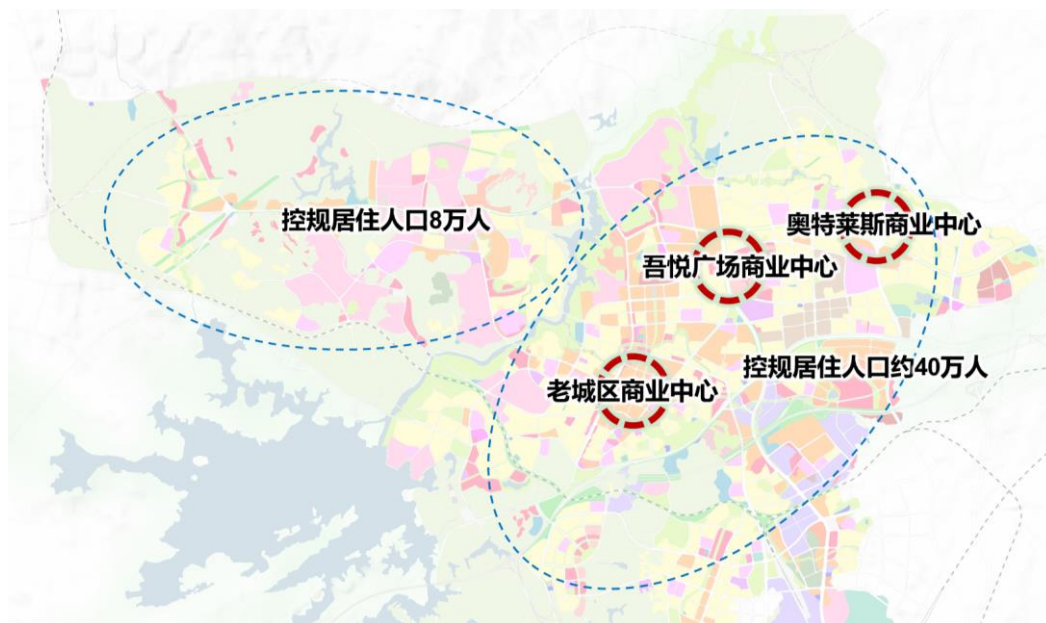 控规居住人口8万人
奥特莱斯商业中心
吾悦广场商业中心
控规居住人口约40万人
老城区商业中心